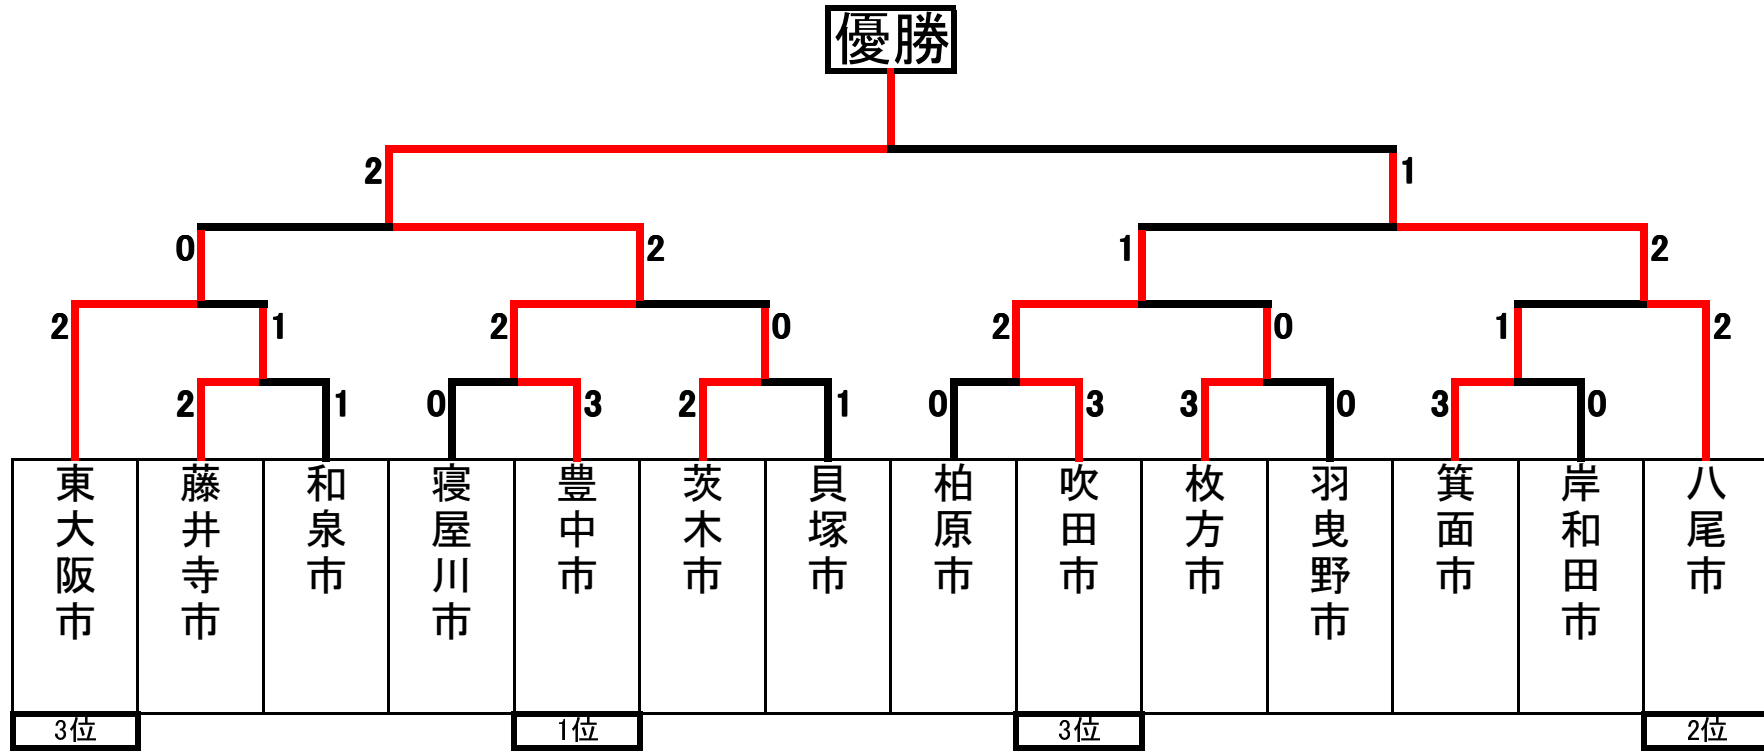 優勝
2 1
0 2 1 2
2 1 2 0 2 0 1 2
2 1 0 3 2 1 0 3 3 0 3 0
東大阪市
藤井寺市
和泉市
寝屋川市
豊中市
茨木市
貝塚市
柏原市
吹田市
枚方市
羽曳野市
箕面市
岸和田市
八尾市
3位 1位 3位 2位